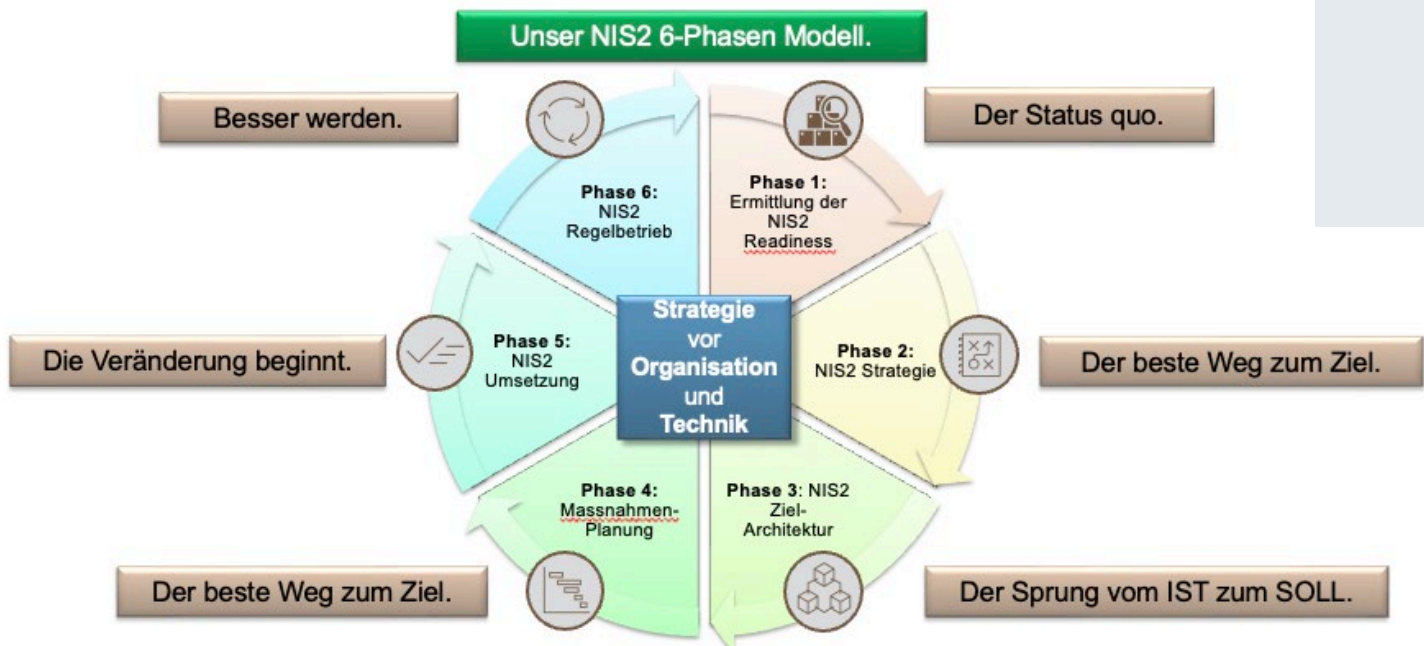 Unser NIS2 6-Phasen Modell.
Besser werden.
Der Status quo.
Phase 6:
NIS2
Regelbetrieb
Phase 1:
Ermittlung der
NIS2
Readiness
Strategie
vor
Organisation
und
Technik
Phase 5:
NIS2
Umsetzung
Die Veränderung beginnt.
Phase 2:
NIS2 Strategie
Der beste Weg zum Ziel.
Phase 4:
Massnahmen-
Planung
Phase 3: NIS2
Ziel-
Architektur
Der beste Weg zum Ziel.
Der Sprung vom IST zum SOLL.